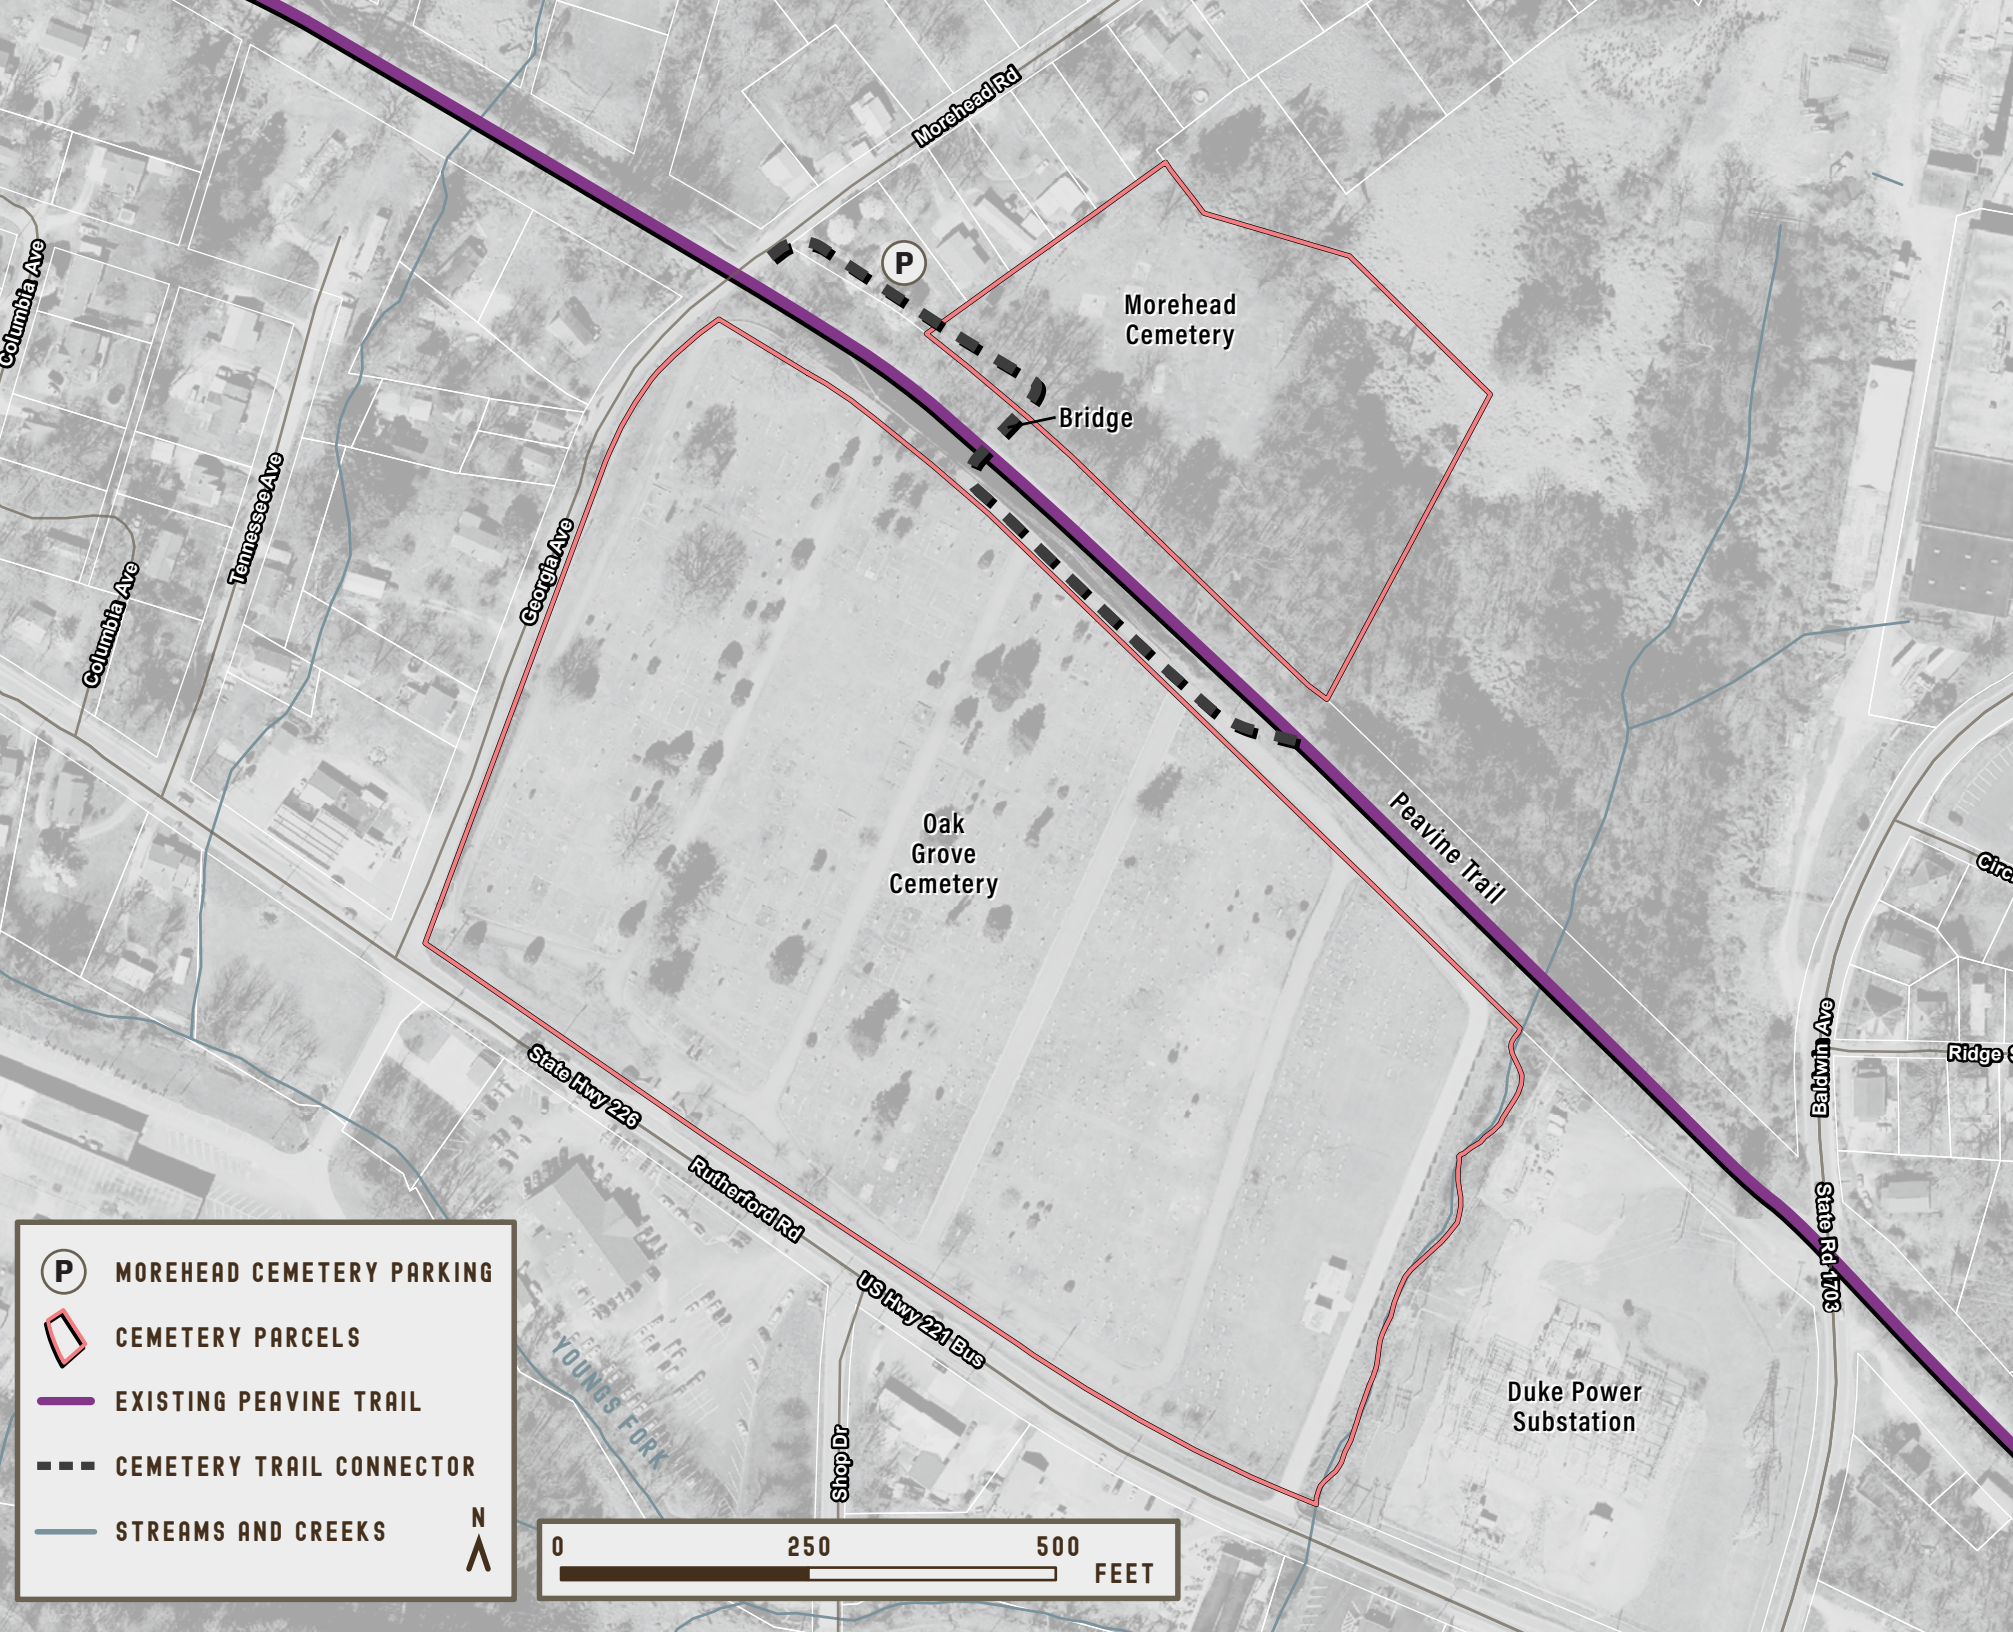 Morehead Rd
Columbia Ave
P
Morehead
Cemetery
Bridge
Tennessee Ave
Georgia Ave
Columbia Ave
Peavine Trail
Oak
Grove
Cemetery
Circ
Baldwin Ave
Ridge S
State Hwy 226
Rutherford Rd
State Rd 1703
US Hwy 221 Bus
YOUNGS FORK
Shop Dr
Duke Power
Substation
P MOREHEAD CEMETERY PARKING
CEMETERY PARCELS
EXISTING PEAVINE TRAIL
CEMETERY TRAIL CONNECTOR
STREAMS AND CREEKS
N
0 250 500
FEET